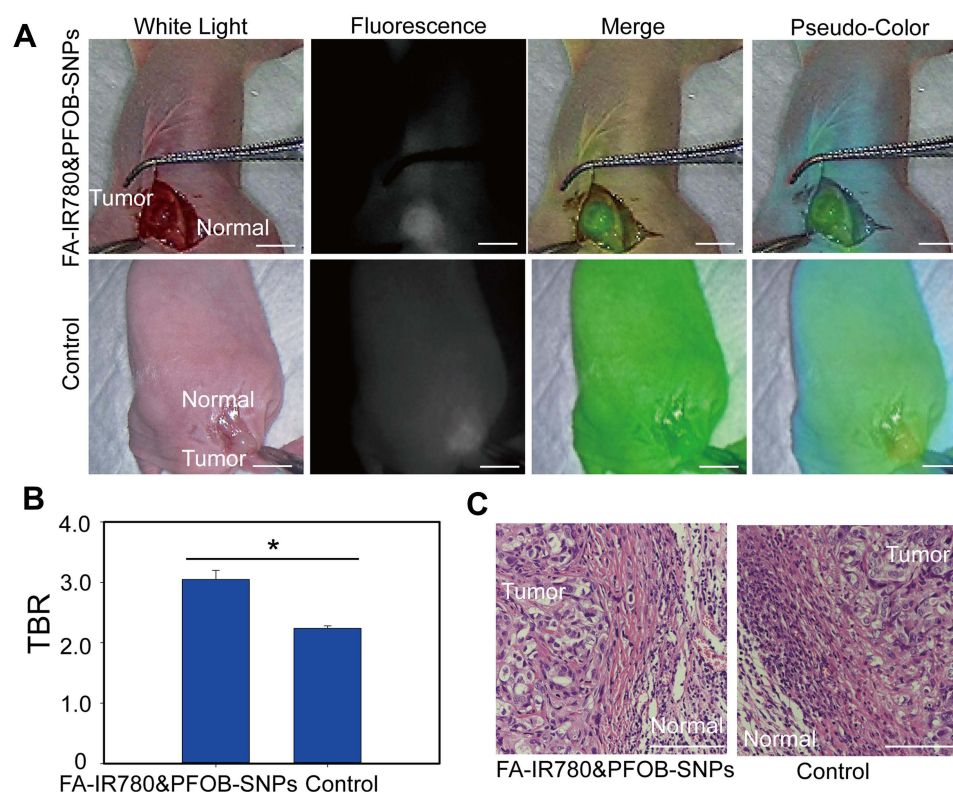 A
White Light
Fluorescence
Merge
Pseudo-Color
FA-IR780&PFOB-SNPs
Tumor
Normal
Control
Normal
Tumor
B
4.0
3.0
2.0
1.0
0
TBR
*
FA-IR780&PFOB-SNPs Control
C
Tumor
Normal
FA-IR780&PFOB-SNPs
Tumor
Normal
Control